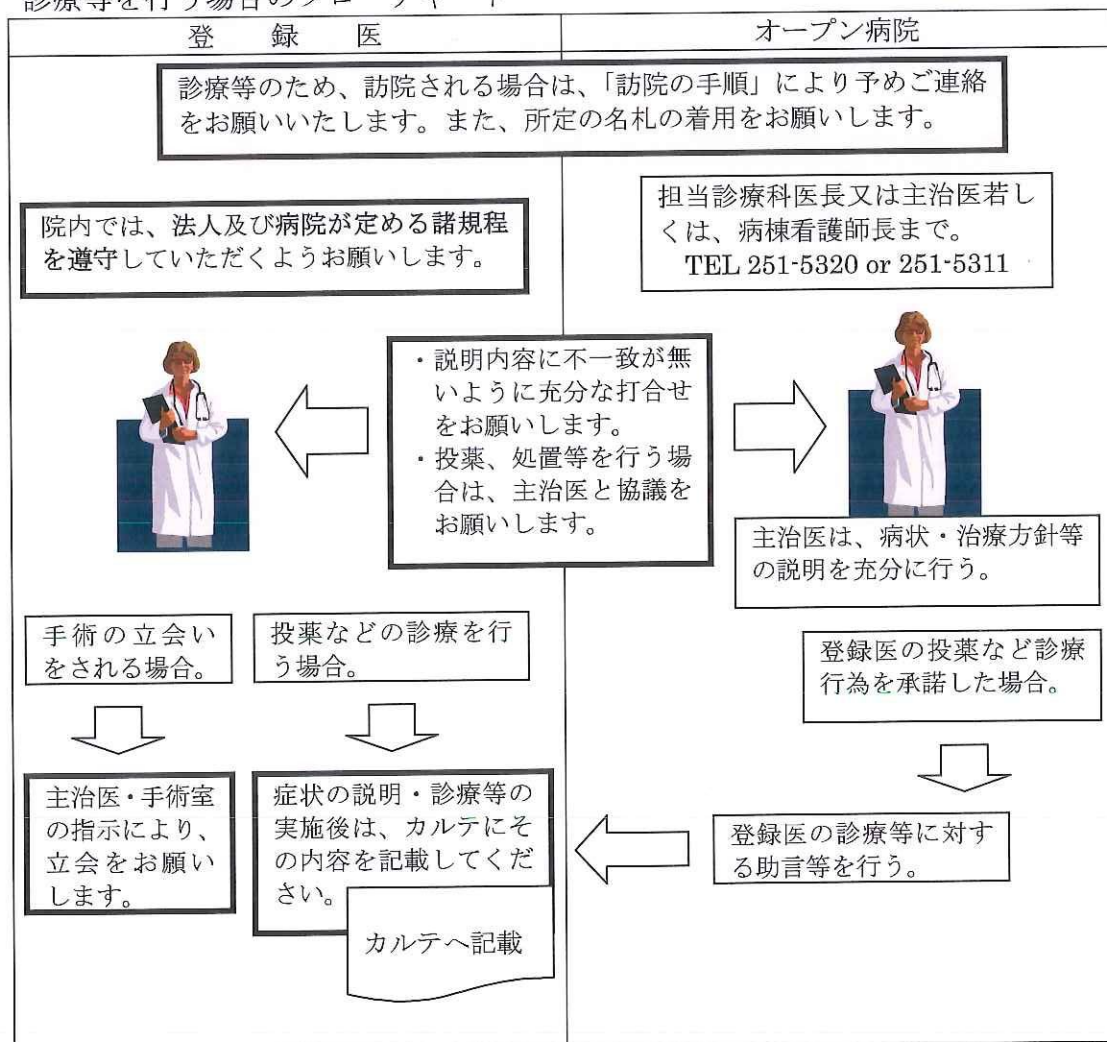 診療等を行う場合のフローチャート
登 録 医
オープン病院
診療等のため、訪院される場合は、「訪院の手順」により予めご連絡
をお願いいたします。また、所定の名札の着用をお願いします。
院内では、法人及び病院が定める諸規程
を遵守していただくようお願いします。
担当診療科医長又は主治医若し
くは、病棟看護師長まで。
TEL 251-5320 or 251-5311
・説明内容に不一致が無
いように充分な打合せ
をお願いします。
・投薬、処置等を行う場
合は、主治医と協議を
お願いします。
主治医は、病状・治療方針等
の説明を充分に行う。
手術の立会い
をされる場合。
投薬などの診療を行
う場合。
登録医の投薬など診療
行為を承諾した場合。
主治医・手術室
の指示により、
立会をお願い
します。
症状の説明・診療等の
実施後は、カルテにそ
の内容を記載してくだ
さい。
カルテへ記載
登録医の診療等に対す
る助言等を行う。